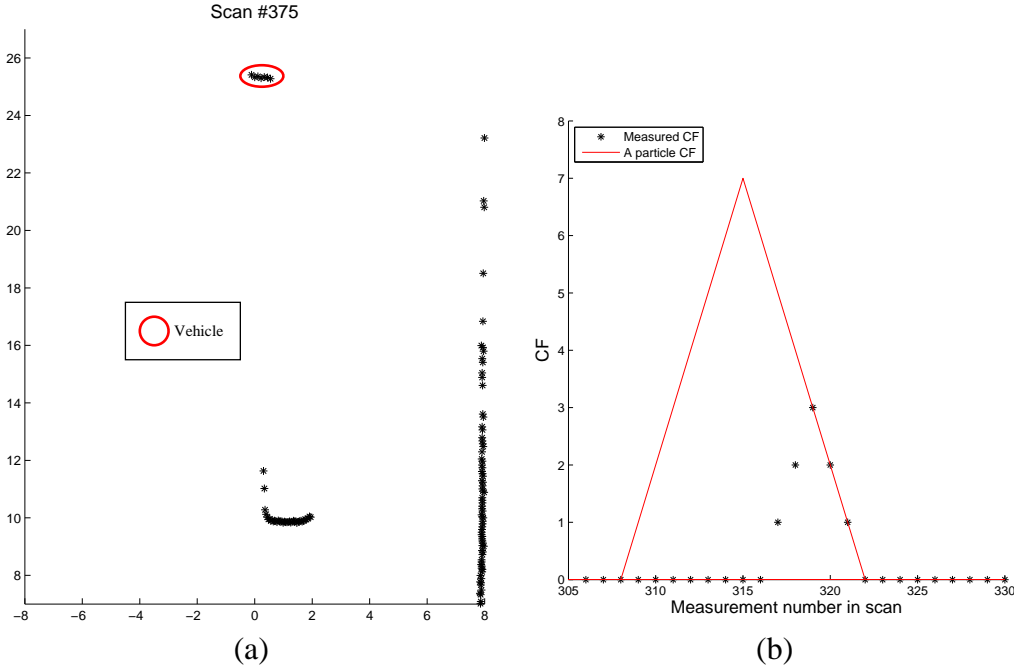 Scan #375
26
24
22
20
18
16
14
12
10
8
−8 −6 −4 −2 0 2 4 6 8
Vehicle
(a)
8
7
6
5
4
3
2
1
0
CF
Measured CF
A particle CF
305 310 315 320 325 330
Measurement number in scan
(b)